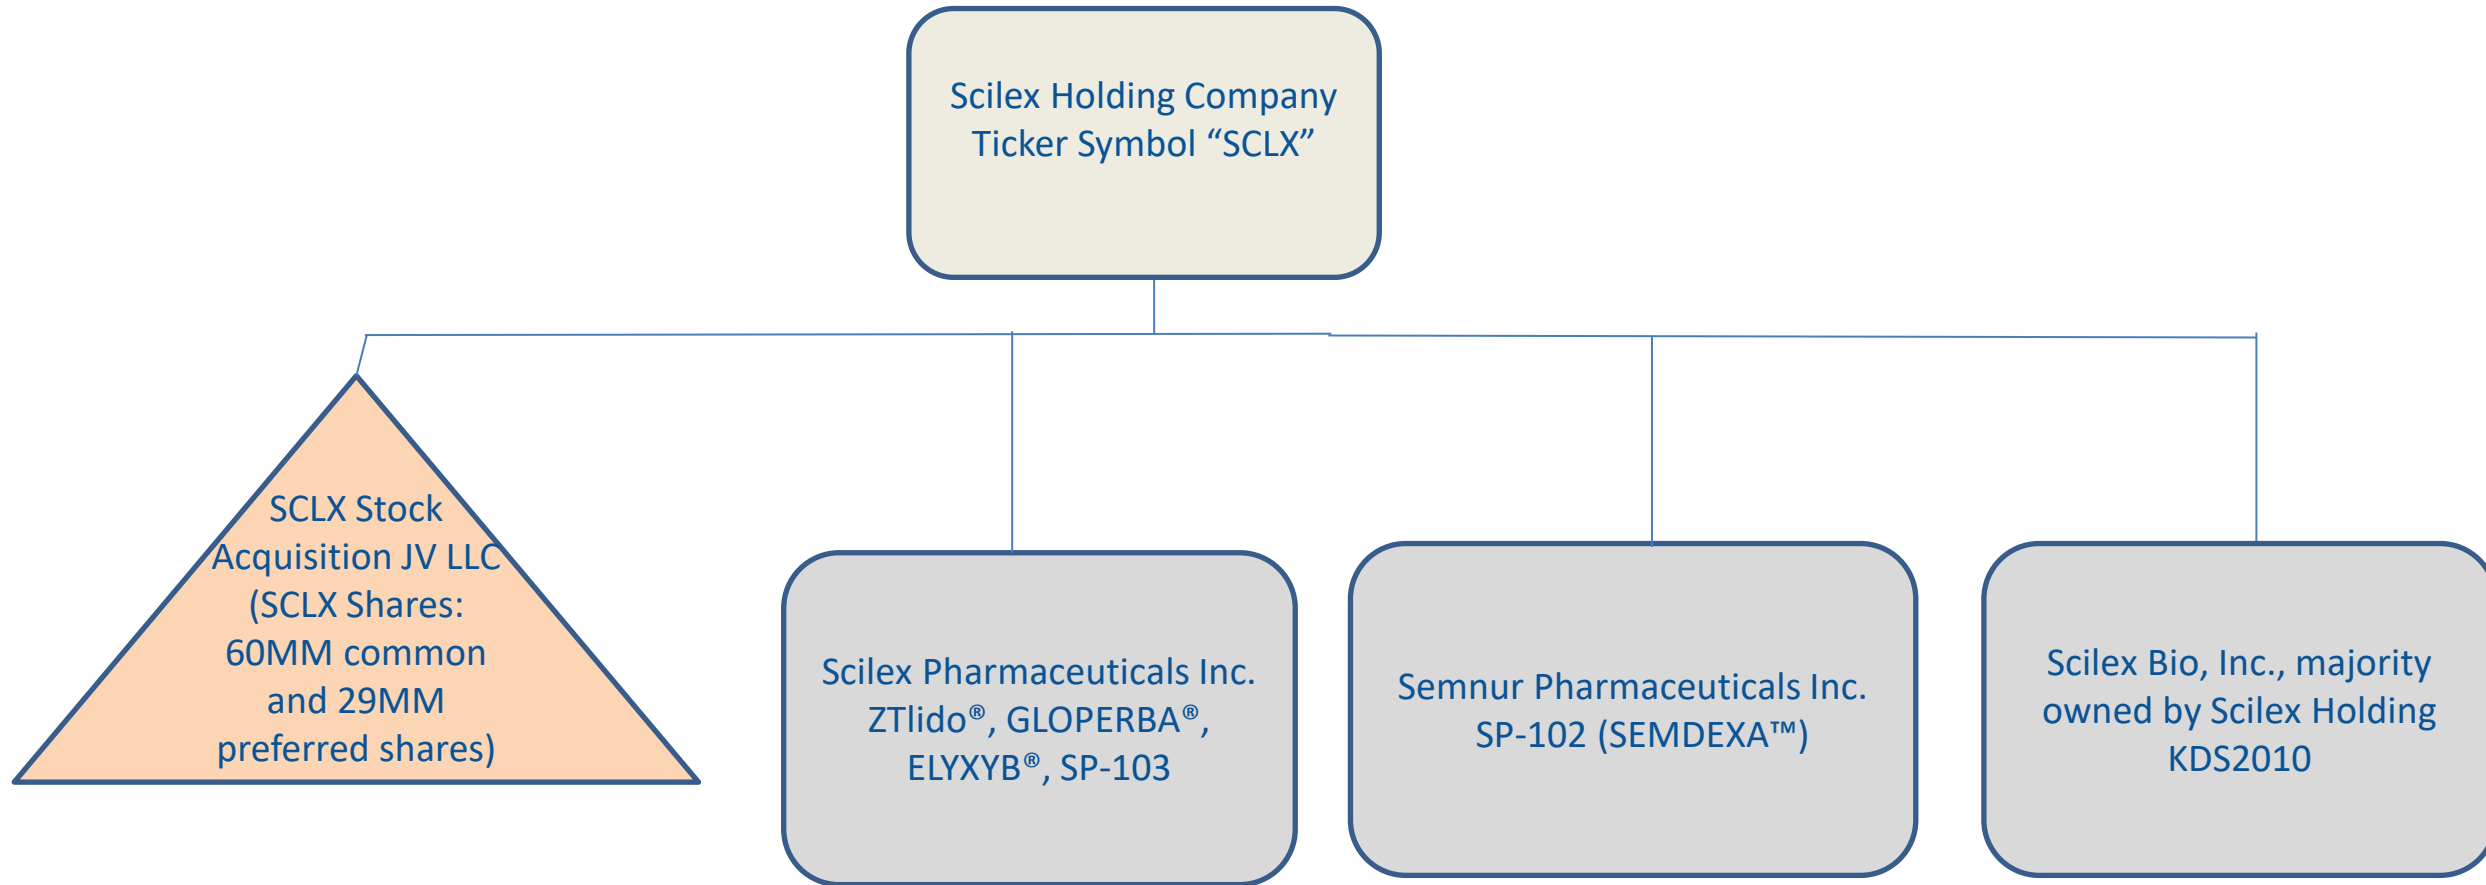 Scilex Holding Company
Ticker Symbol “SCLX”
SCLX Stock
Acquisition JV LLC
(SCLX Shares:
60MM common
and 29MM
preferred shares)
Scilex Pharmaceuticals Inc.
ZTlido®, GLOPERBA®,
ELYXYB®, SP-103
Semnur Pharmaceuticals Inc.
SP-102 (SEMDEXA™)
Scilex Bio, Inc., majority
owned by Scilex Holding
KDS2010